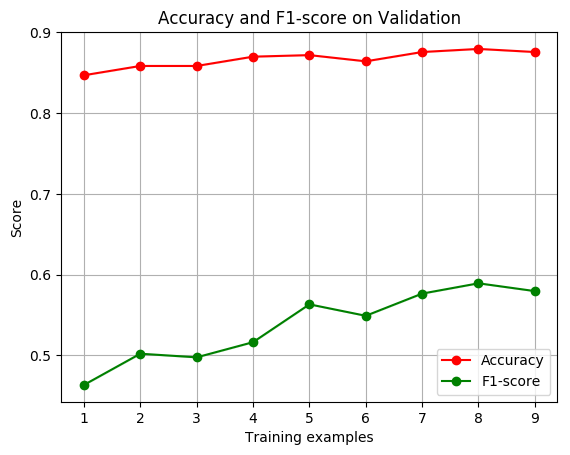 Accuracy and F1-score on Validation
Score
0.9
0.8
0.7
0.6
0.5
Accuracy
F1-score
1 2 3 4 5 6 7 8 9
Training examples